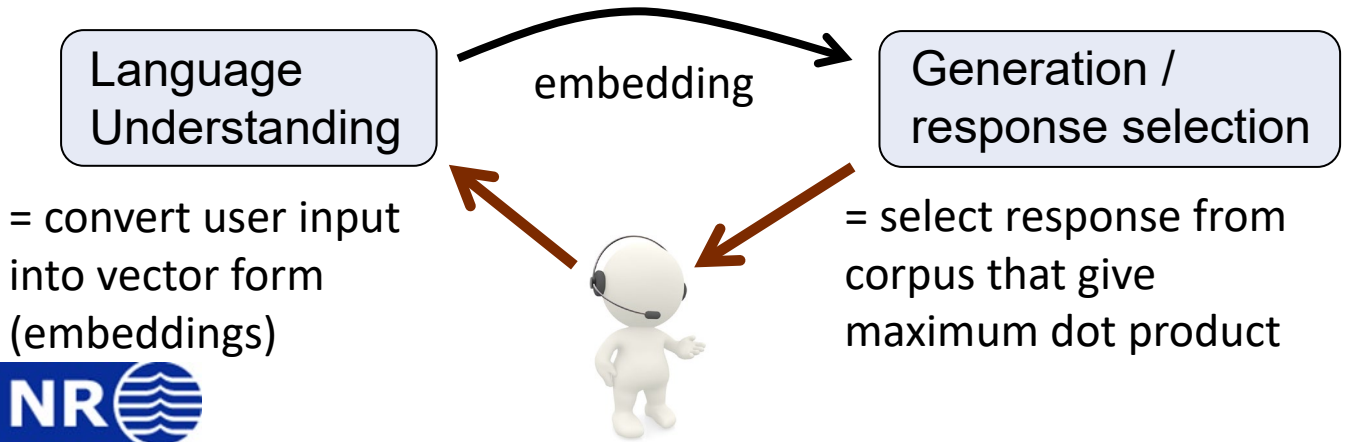 Language
Understanding
embedding
Generation /
response selection
= convert user input
into vector form
(embeddings)
= select response from
corpus that give
maximum dot product
NR